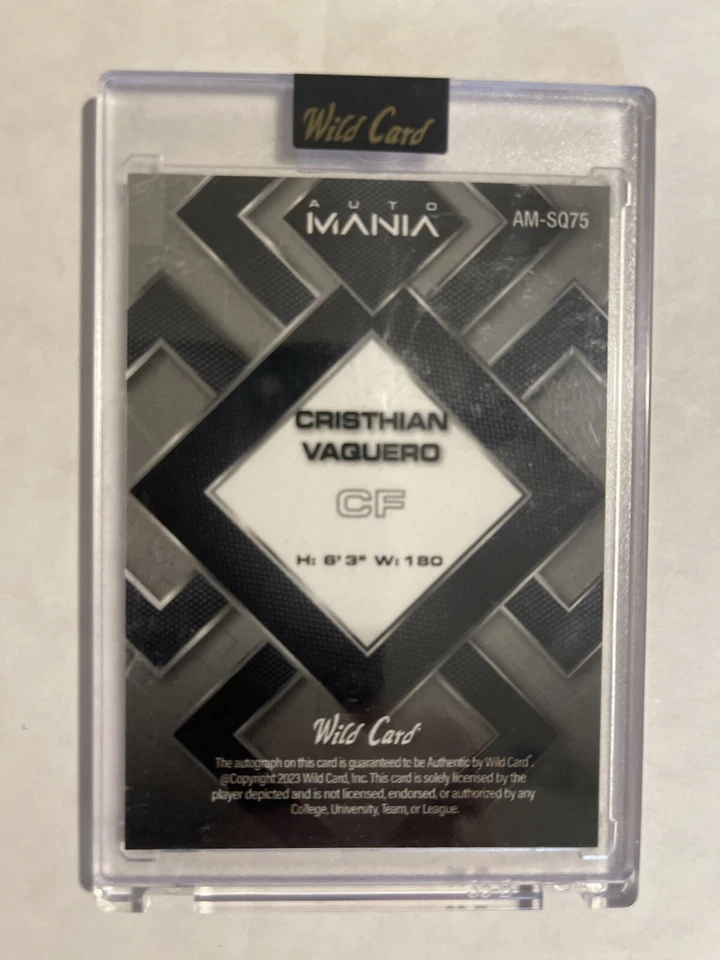 Wild Card
AUTO
MANIA
AM-SQ75
CRISTHIAN
VAQUERO
CF
H: 6'3" W: 180
Wild Card
The autograph on this card is guaranteed to be Authentic by Wild Card.
©Copyright 2023 Wild Card, Inc. This card is solely licensed by the
player depicted and is not licensed, endorsed, or authorized by any
College, University, Team, or League.